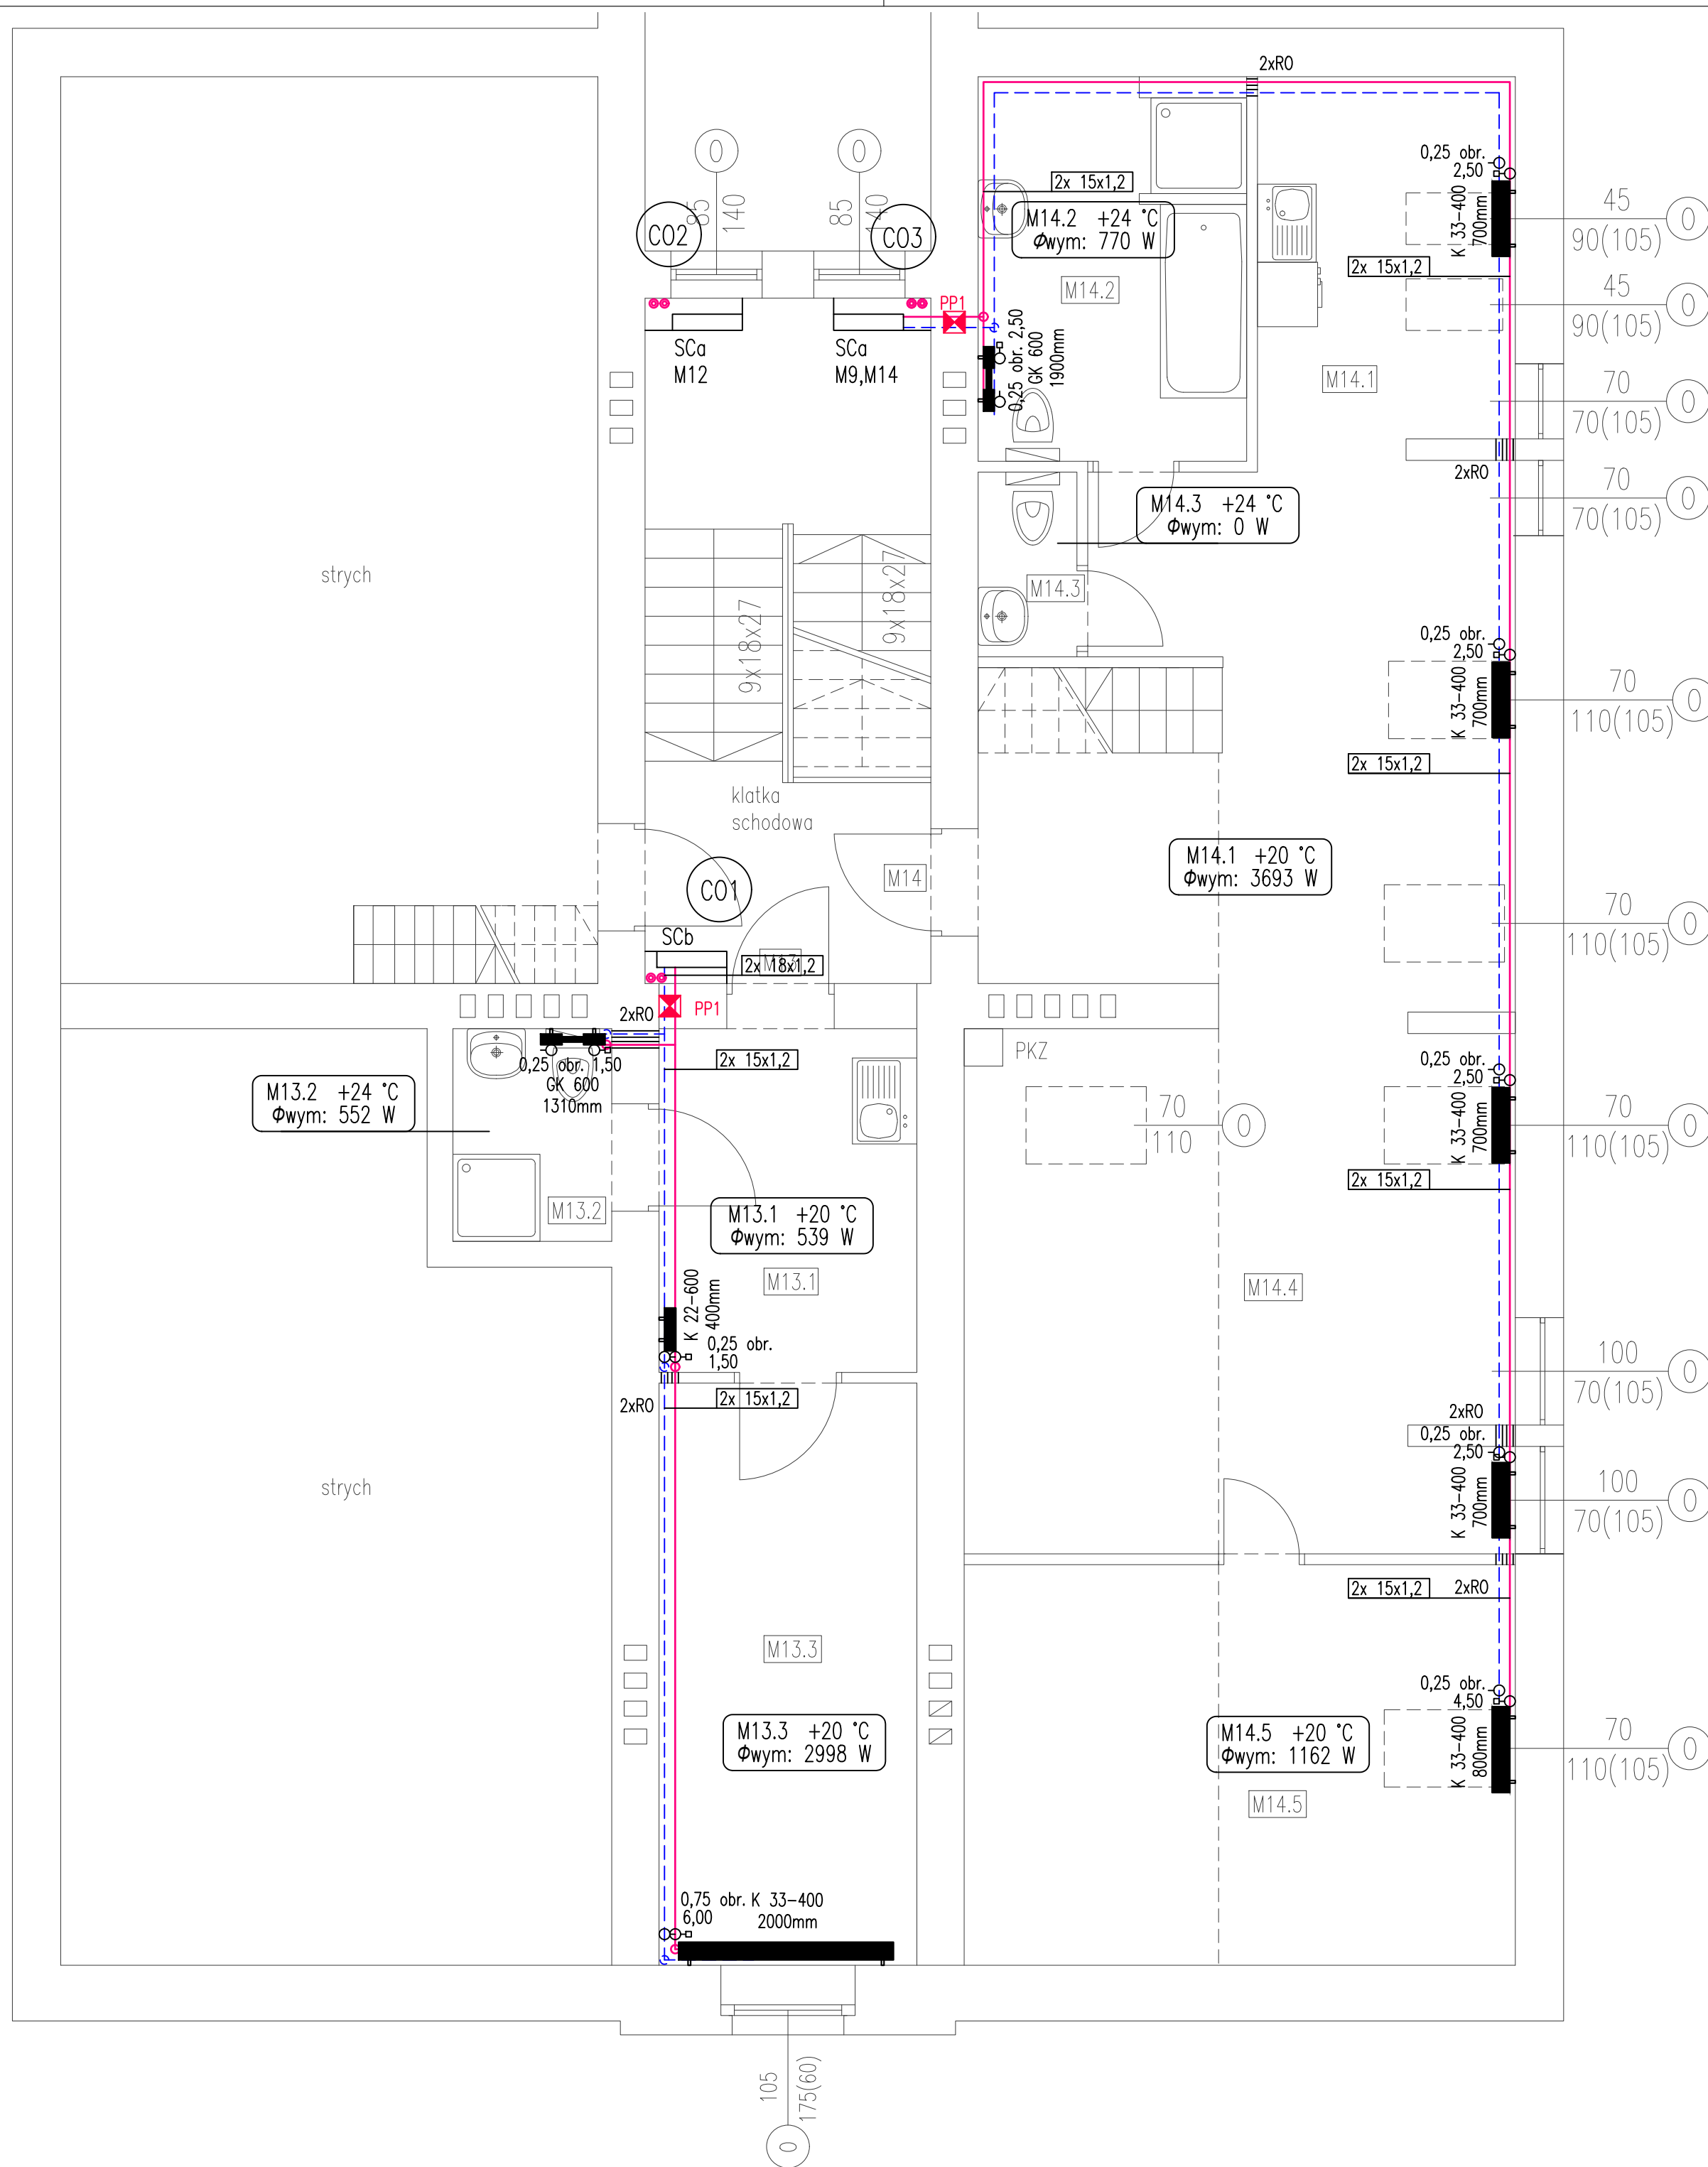 2xRO
0,25 obr.
2,50
K 33-400
700mm
45
90(105)
O
2x 15x1,2
O
O
85
140
85
140
CO2
CO3
2x 15x1,2
M14.2 +24 °C
Φwym: 770 W
M14.2
45
90(105)
O
PP1
SCa
M12
SCa
M9,M14
0,25 obr. 2,50
GK 600
1900mm
M14.1
70
70(105)
O
2xRO
70
70(105)
O
M14.3 +24 °C
Φwym: 0 W
strych
M14.3
9x18x27
9x18x27
0,25 obr.
2,50
K 33-400
700mm
70
110(105)
O
2x 15x1,2
klatka
schodowa
M14.1 +20 °C
Φwym: 3693 W
M14
CO1
70
110(105)
O
SCb
M13
2x 18x1,2
2xRO
PP1
PKZ
0,25 obr. 1,50
GK 600
1310mm
2x 15x1,2
M13.2 +24 °C
Φwym: 552 W
70
110
O
0,25 obr.
2,50
K 33-400
700mm
70
110(105)
O
2x 15x1,2
M13.2
M13.1 +20 °C
Φwym: 539 W
M13.1
M14.4
K 22-600
400mm
0,25 obr.
1,50
2xRO
2x 15x1,2
100
70(105)
O
2xRO
0,25 obr.
2,50
K 33-400
700mm
100
70(105)
O
strych
2x 15x1,2
2xRO
M13.3
M13.3 +20 °C
Φwym: 2998 W
0,25 obr.
4,50
K 33-400
800mm
M14.5 +20 °C
Φwym: 1162 W
70
110(105)
O
M14.5
0,75 obr. K 33-400
6,00
2000mm
105
175(60)
O